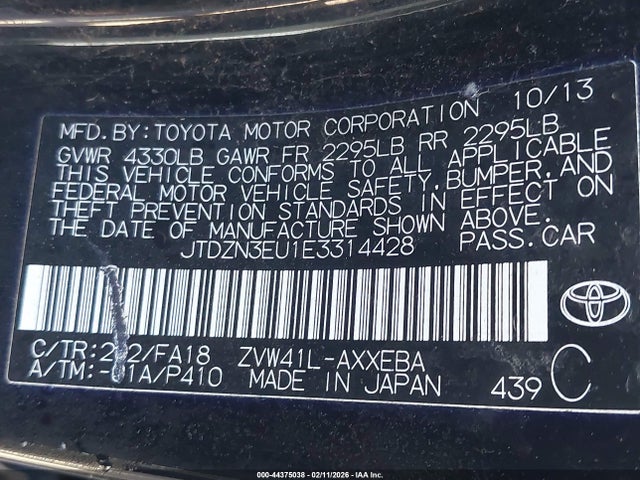 10/13
MFD. BY: TOYOTA MOTOR CORPORATION
GVWR 4330LB GAWR FR 2295LB RR 2295LB
THIS VEHICLE CONFORMS TO ALL APPLICABLE
FEDERAL MOTOR VEHICLE SAFETY, BUMPER, AND
THEFT PREVENTION STANDARDS IN EFFECT ON
THE DATE OF MANUFACTURE SHOWN ABOVE.
JTDZN3EU1E3314428 PASS. CAR
C/TR: 202/FA18 ZVW41L-AXXEBA
A/TM: -01A/P410 MADE IN JAPAN 439 C
000-44375038 - 02/11/2026 - IAA Inc.